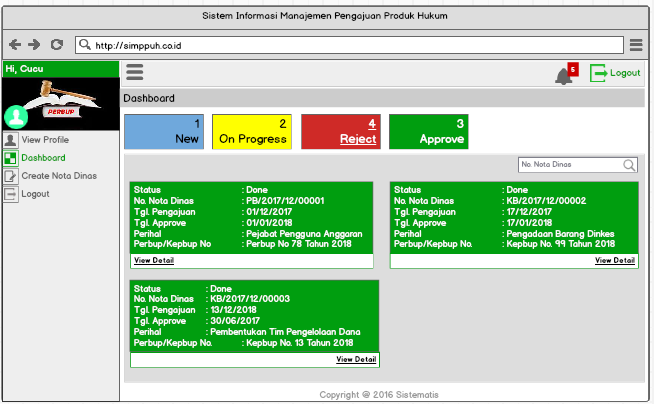 Sistem Informasi Manajemen Pengajuan Produk Hukum
http://simppuh.co.id
Hi, Cucu
5
Logout
PERBUP
Dashboard
View Profile
Dashboard
Create Nota Dinas
Logout
1
New
2
On Progress
4
Reject
3
Approve
No. Nota Dinas
Status : Done
No. Nota Dinas : PB/2017/12/00001
Tgl. Pengajuan : 01/12/2017
Tgl. Approve : 01/01/2018
Perihal : Pejabat Pengguna Anggaran
Perbup/Kepbup No : Perbup No 78 Tahun 2018
View Detail
Status : Done
No. Nota Dinas : KB/2017/12/00002
Tgl. Pengajuan : 17/12/2017
Tgl. Approve : 17/01/2018
Perihal : Pengadaan Barang Dinkes
Perbup/Kepbup No. : Kepbup No. 99 Tahun 2018
View Detail
Status : Done
No. Nota Dinas : KB/2017/12/00003
Tgl. Pengajuan : 13/12/2018
Tgl. Approve : 30/06/2017
Perihal : Pembentukan Tim Pengelolaan Dana
Perbup/Kepbup No. : Kepbup No. 13 Tahun 2018
View Detail
Copyright @ 2016 Sistematis